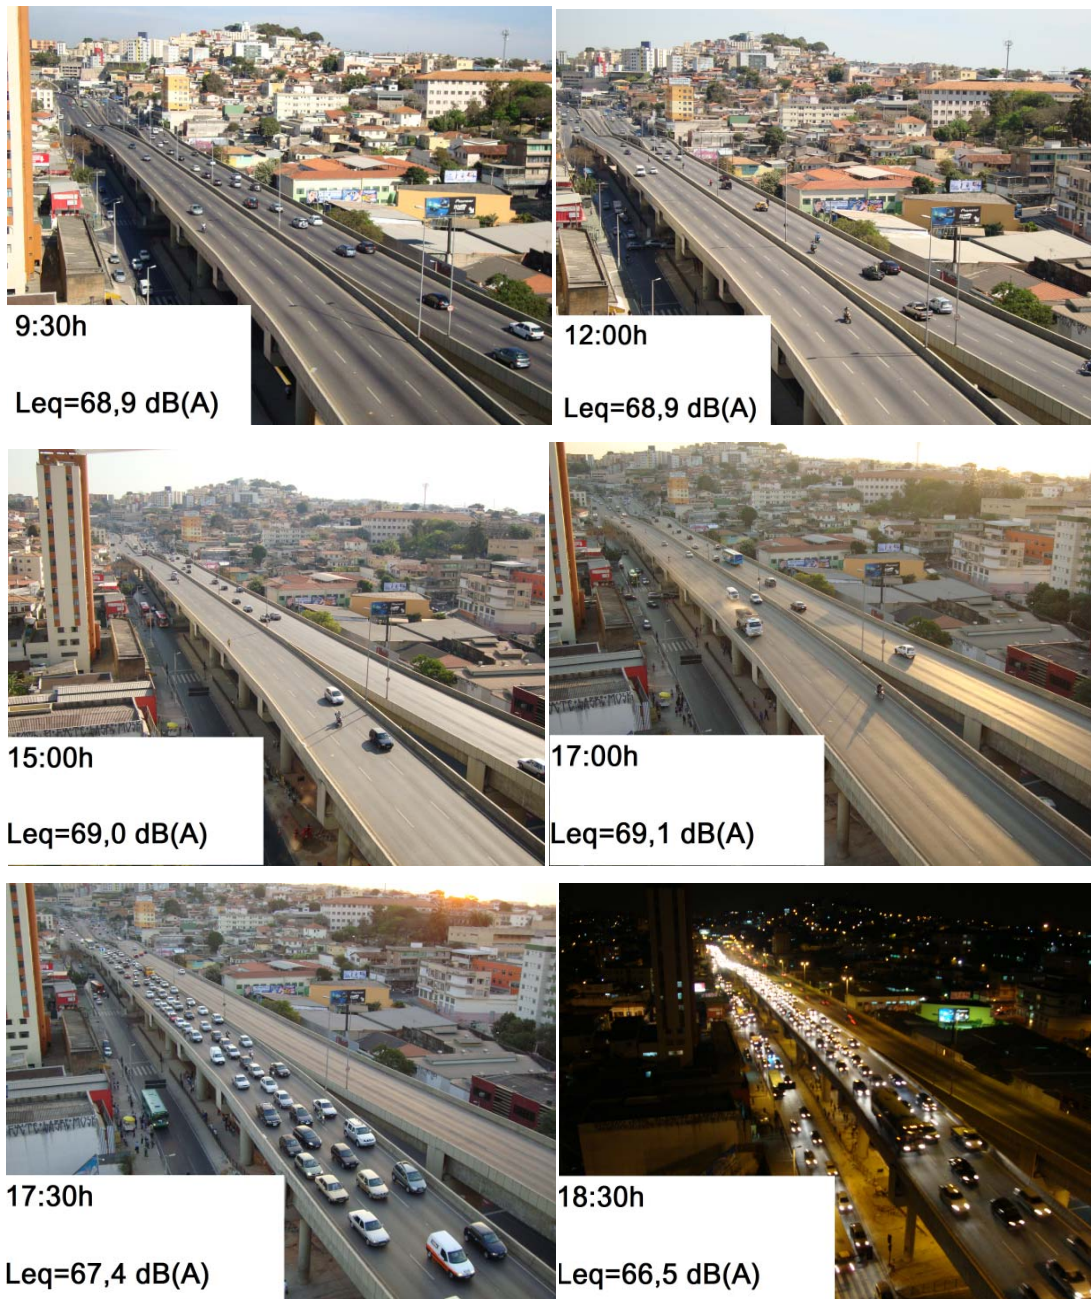 9:30h
Leq=68,9 dB(A)
12:00h
Leq=68,9 dB(A)
15:00h
Leq=69,0 dB(A)
17:00h
Leq=69,1 dB(A)
17:30h
Leq=67,4 dB(A)
18:30h
Leq=66,5 dB(A)